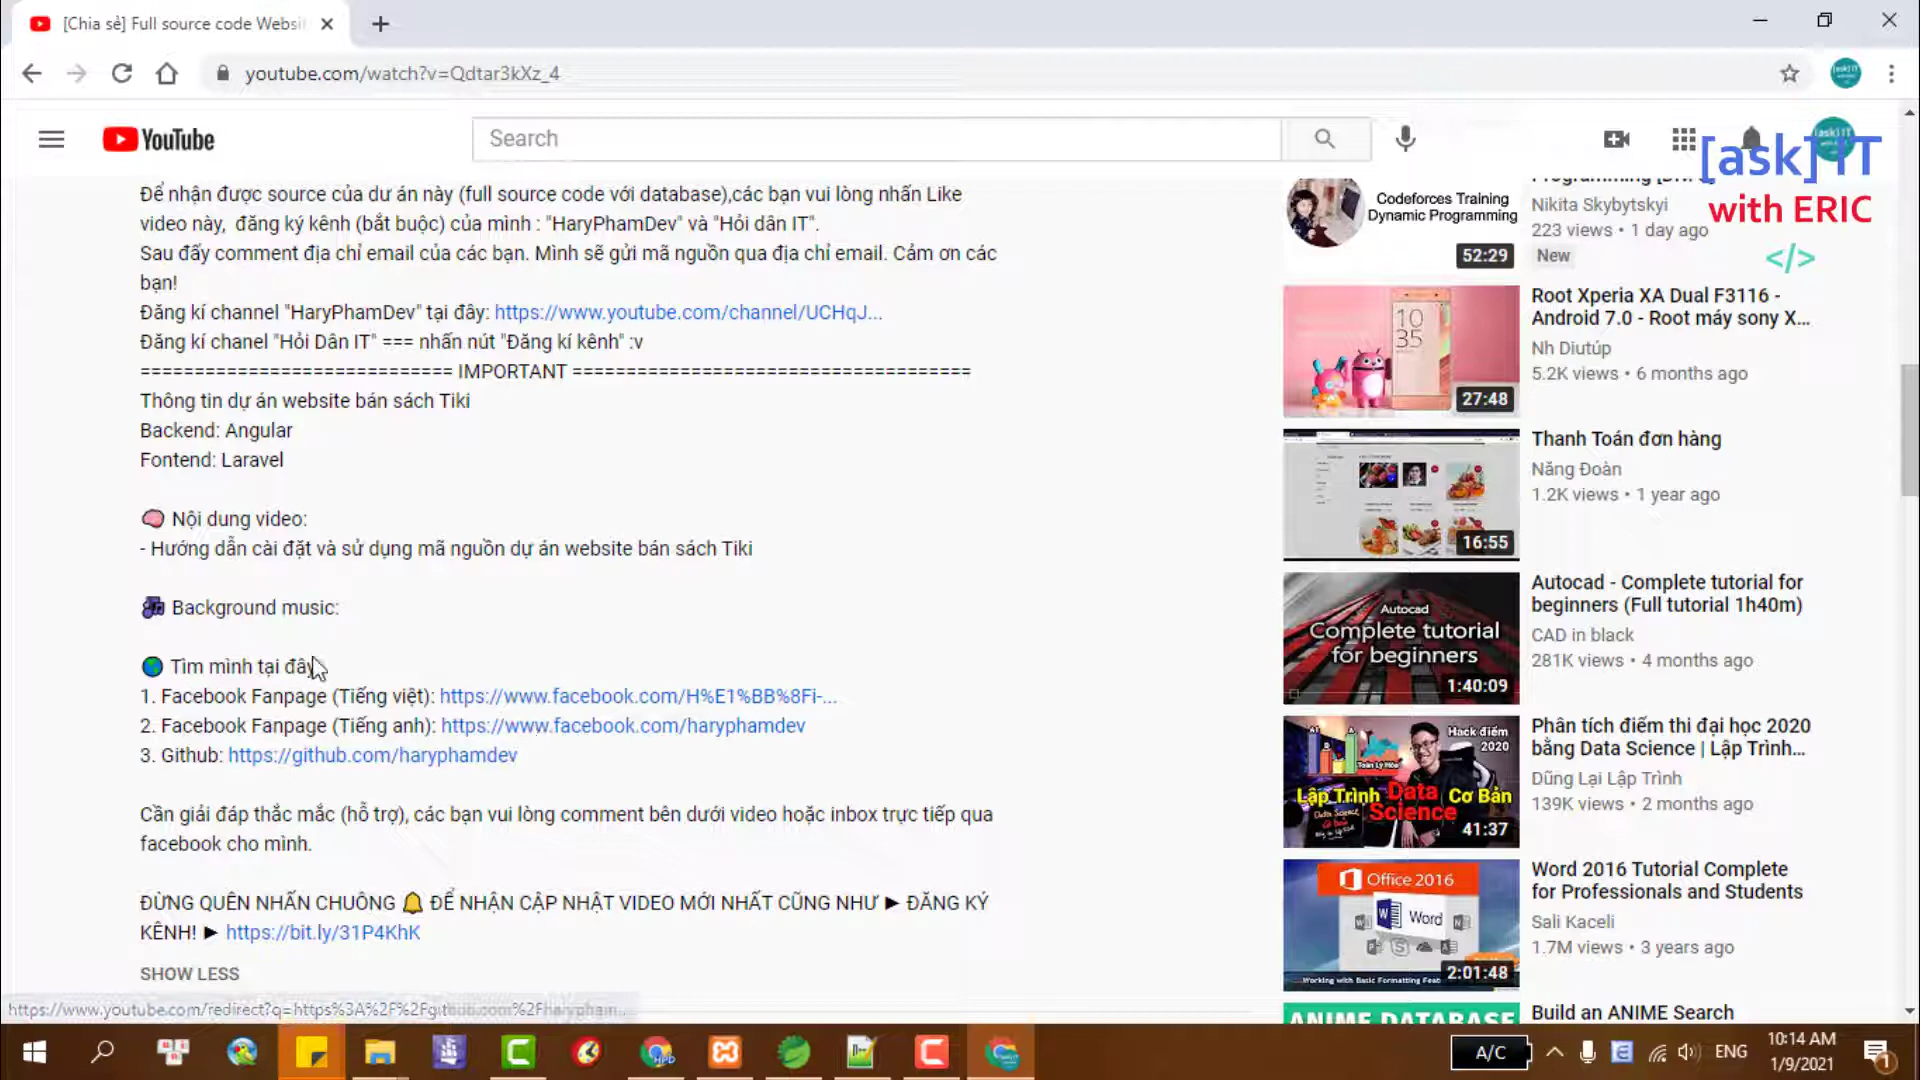 [Chia sẻ] Full source code Websi
youtube.com/watch?v=Qdtar3kXz_4
YouTube
Search
[ask] IT
with ERIC
</>
Để nhận được source của dư án này (full source code với database),các bạn vui lòng nhấn Like
video này,  đăng ký kênh (bắt buộc) của mình : "HaryPhamDev" và "Hỏi dân IT".
Sau đấy comment địa chỉ email của các bạn. Mình sẽ gửi mã nguồn qua địa chỉ email. Cảm ơn các
bạn!
Đăng kí channel "HaryPhamDev" tại đây: https://www.youtube.com/channel/UCHqJ...
Đăng kí chanel "Hỏi Dân IT" === nhấn nút "Đăng kí kênh" :v
============================= IMPORTANT =====================================
Thông tin dự án website bán sách Tiki
Backend: Angular
Fontend: Laravel
Nội dung video:
- Hướng dẫn cài đặt và sử dụng mã nguồn dự án website bán sách Tiki
Background music:
Tìm mình tại đây
1. Facebook Fanpage (Tiếng việt): https://www.facebook.com/H%E1%BB%8Fi-...
2. Facebook Fanpage (Tiếng anh): https://www.facebook.com/haryphamdev
3. Github: https://github.com/haryphamdev
Cần giải đáp thắc mắc (hỗ trợ), các bạn vui lòng comment bên dưới video hoặc inbox trực tiếp qua
facebook cho mình.
ĐỪNG QUÊN NHẤN CHUÔNG 🔔 ĐỂ NHẬN CẬP NHẬT VIDEO MỚI NHẤT CŨNG NHƯ ► ĐĂNG KÝ
KÊNH! ► https://bit.ly/31P4KhK
SHOW LESS
https://www.youtube.com/redirect?q=https%3A%2F%2Fgithub.com%2Fharypham...
Codeforces Training
Dynamic Programming
52:29
Nikita Skybytskyi
223 views • 1 day ago
New
27:48
Root Xperia XA Dual F3116 -
Android 7.0 - Root máy sony X...
Nh Diutúp
5.2K views • 6 months ago
16:55
Thanh Toán đơn hàng
Năng Đoàn
1.2K views • 1 year ago
Autocad
Complete tutorial
for beginners
1:40:09
Autocad - Complete tutorial for
beginners (Full tutorial 1h40m)
CAD in black
281K views • 4 months ago
Hack điểm
2020
Lập Trình Data Science Cơ Bản
41:37
Phân tích điểm thi đại học 2020
bằng Data Science | Lập Trình...
Dũng Lại Lập Trình
139K views • 2 months ago
Office 2016
Word
2:01:48
Word 2016 Tutorial Complete
for Professionals and Students
Sali Kaceli
1.7M views • 3 years ago
ANIME DATABASE
Build an ANIME Search
A/C
ENG
10:14 AM
1/9/2021
1